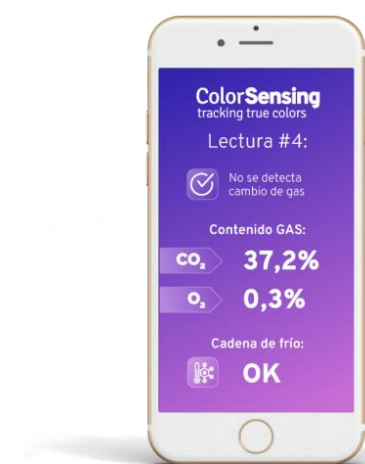 ColorSensing
tracking true colors
Lectura #4:
No se detecta
cambio de gas
Contenido GAS:
CO₂ 37,2%
O₂ 0,3%
Cadena de frío:
OK